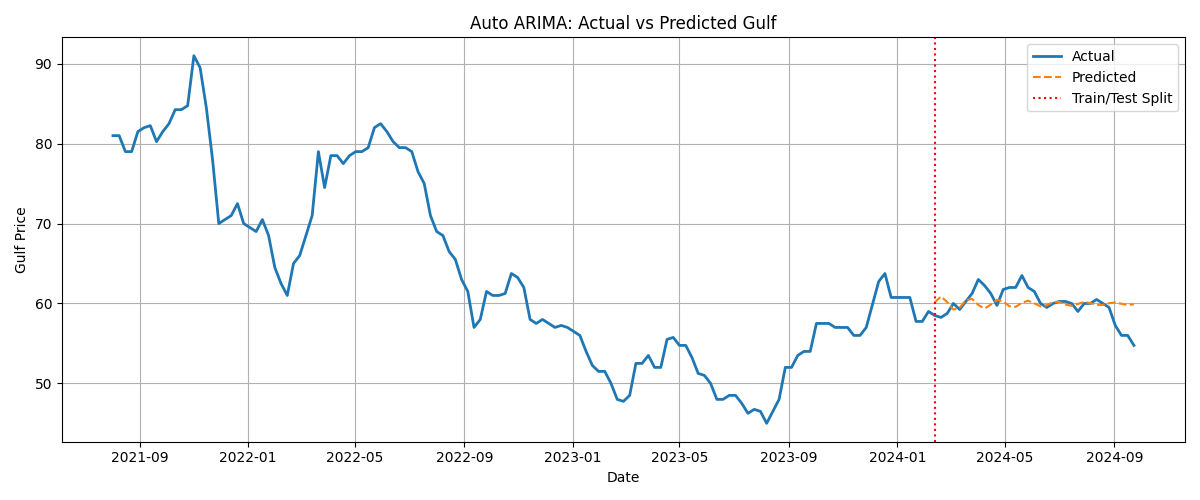 Auto ARIMA: Actual vs Predicted Gulf
Actual
Predicted
Train/Test Split
90
80
70
60
50
Gulf Price
2021-09
2022-01
2022-05
2022-09
2023-01
2023-05
2023-09
2024-01
2024-05
2024-09
Date